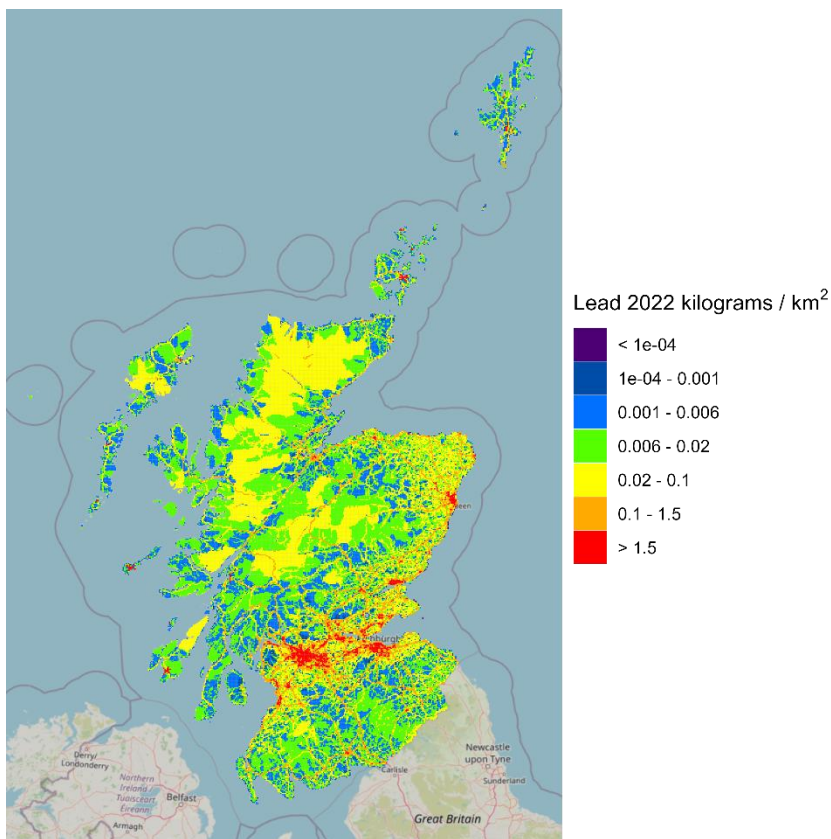 Lead 2022 kilograms / km²
< 1e-04
1e-04 - 0.001
0.001 - 0.006
0.006 - 0.02
0.02 - 0.1
0.1 - 1.5
> 1.5
Derry/
Londonderry
Northern
Ireland
Tuaisceart
Éireann
Belfast
Armagh
Carlisle
Newcastle
upon Tyne
Sunderland
Great Britain